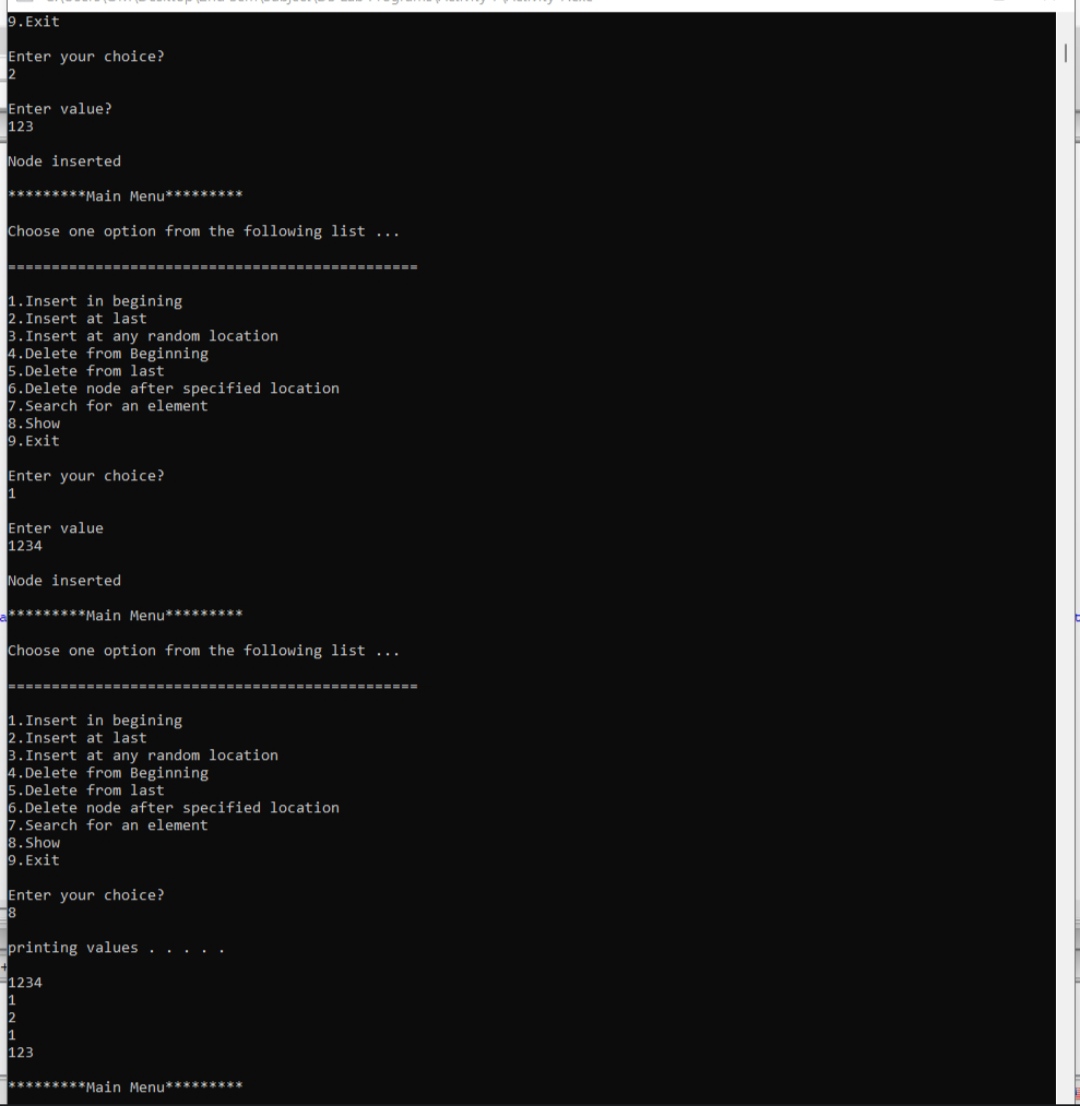 9.Exit
Enter your choice?
2
Enter value?
123
Node inserted
*********Main Menu*********
Choose one option from the following list ...
===============================================
1.Insert in begining
2.Insert at last
3.Insert at any random location
4.Delete from Beginning
5.Delete from last
6.Delete node after specified location
7.Search for an element
8.Show
9.Exit
Enter your choice?
1
Enter value
1234
Node inserted
*********Main Menu*********
Choose one option from the following list ...
===============================================
1.Insert in begining
2.Insert at last
3.Insert at any random location
4.Delete from Beginning
5.Delete from last
6.Delete node after specified location
7.Search for an element
8.Show
9.Exit
Enter your choice?
8
printing values . . . . .
1234
1
2
1
123
*********Main Menu*********